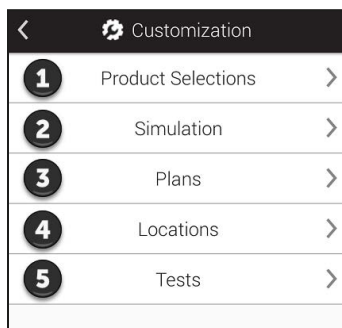 Customization
1 Product Selections
2 Simulation
3 Plans
4 Locations
5 Tests